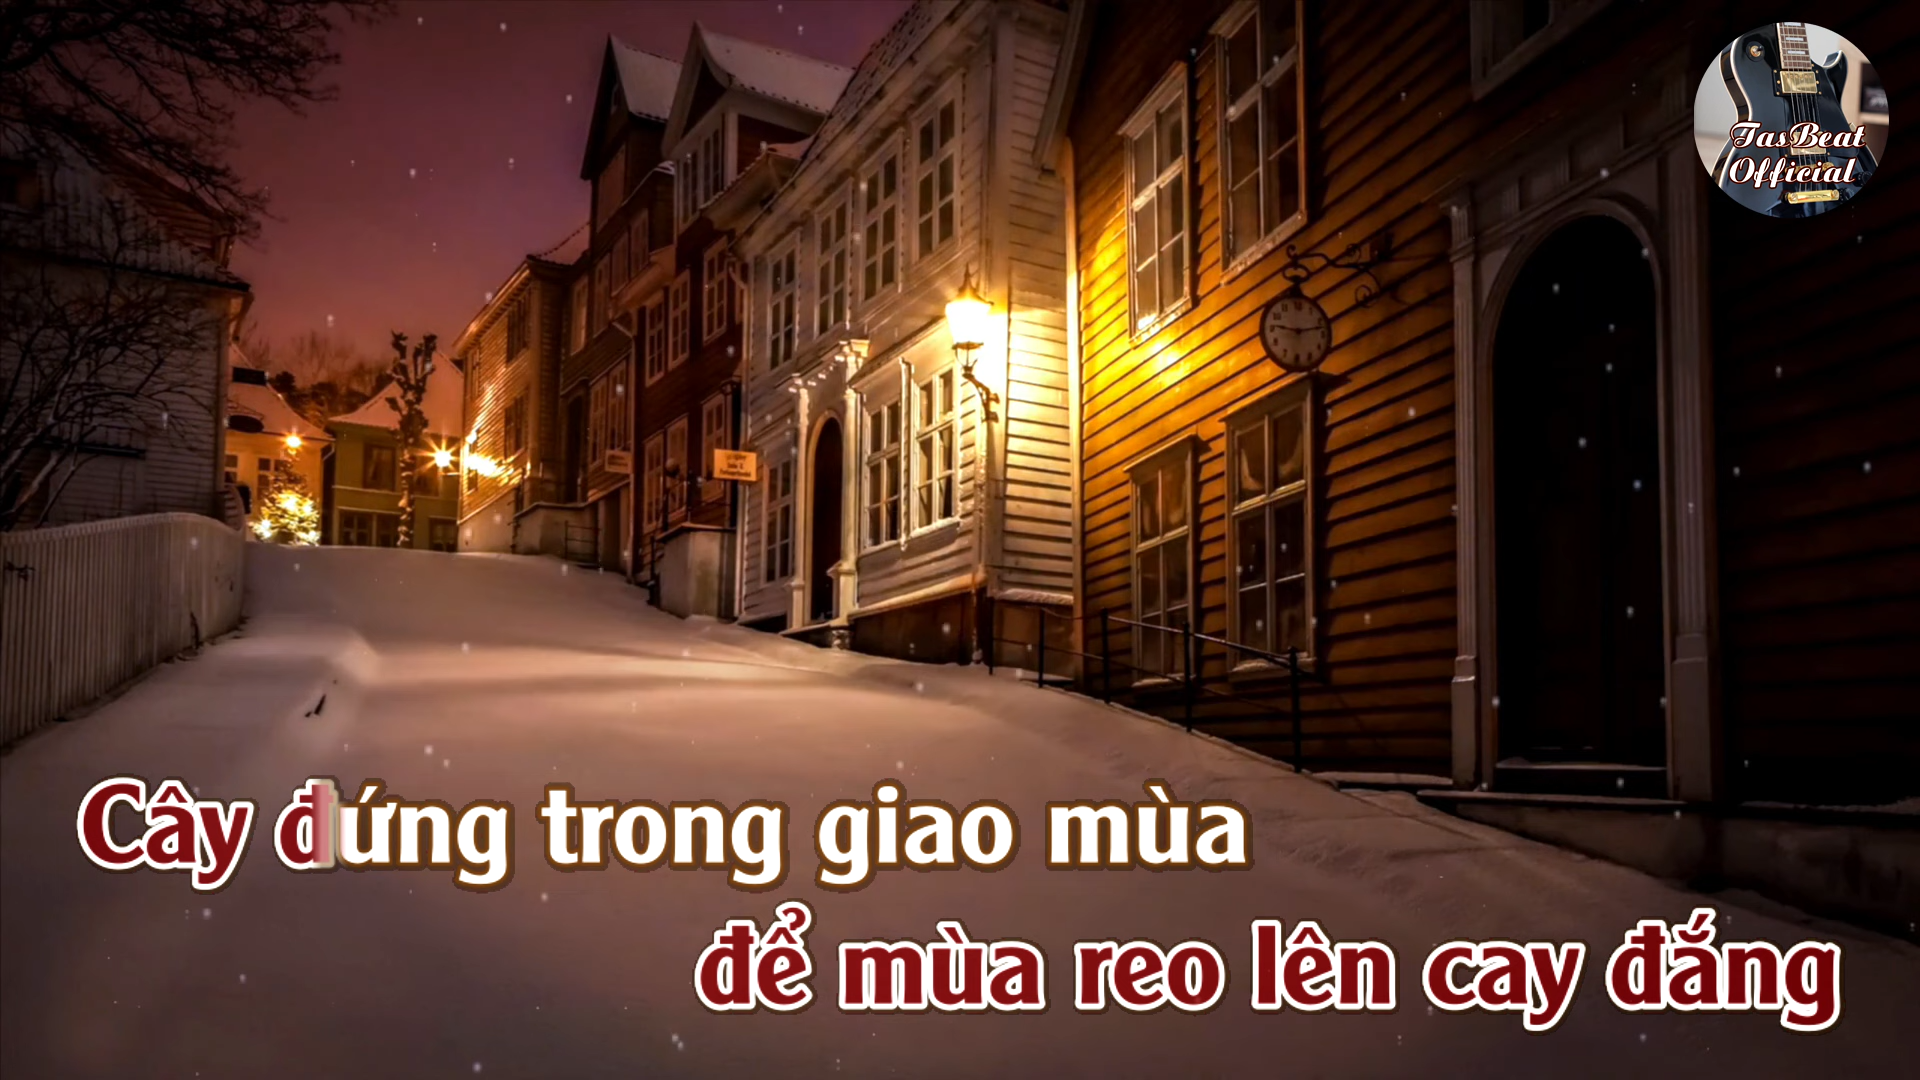 TasBeat
Official
Cây đứng trong giao mùa
để mùa reo lên cay đắng